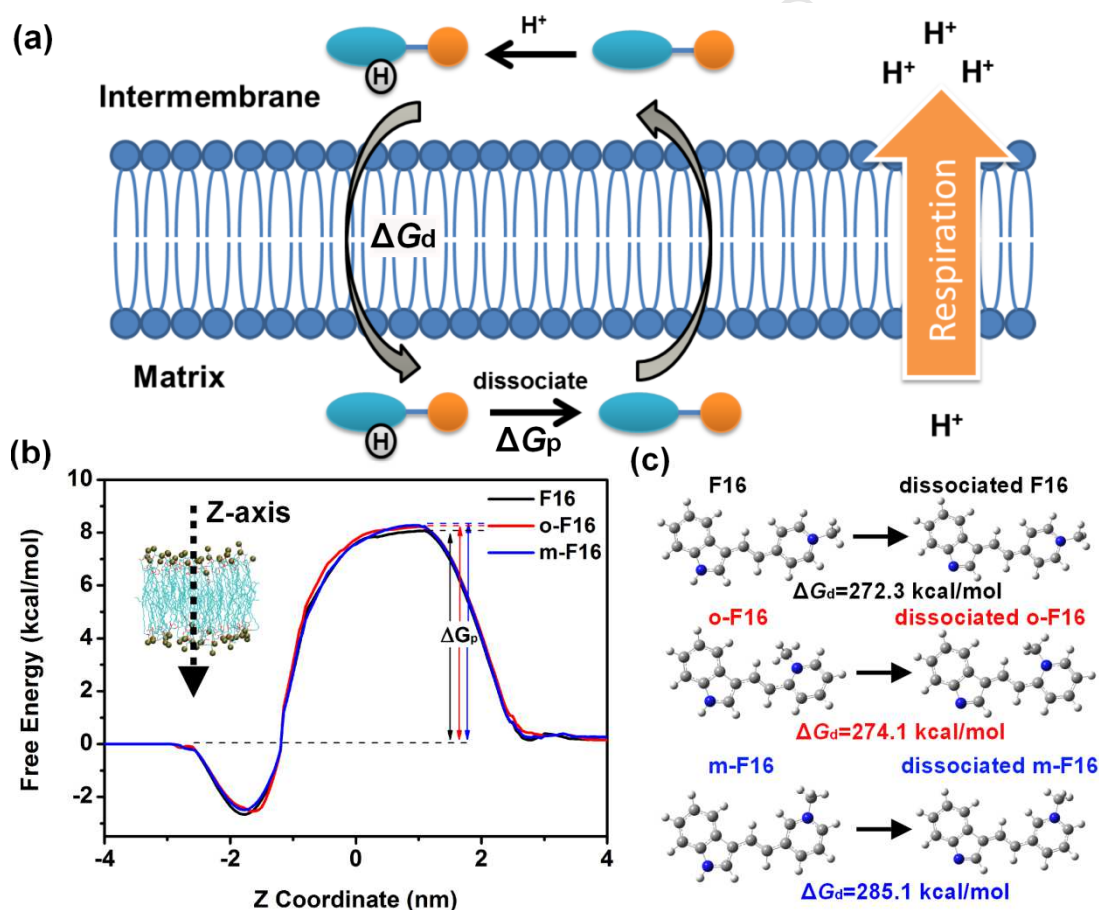 (a)
H+
H
Intermembrane
H+
H+ H+ H+
Respiration
ΔGd
Matrix
dissociate
H
ΔGp
H+
(b)
Z-axis
F16
o-F16
m-F16
ΔGp
10
8
6
4
2
0
-2
-4 -2 0 2 4
Free Energy (kcal/mol)
Z Coordinate (nm)
(c)
F16 dissociated F16
ΔGd=272.3 kcal/mol
o-F16 dissociated o-F16
ΔGd=274.1 kcal/mol
m-F16 dissociated m-F16
ΔGd=285.1 kcal/mol